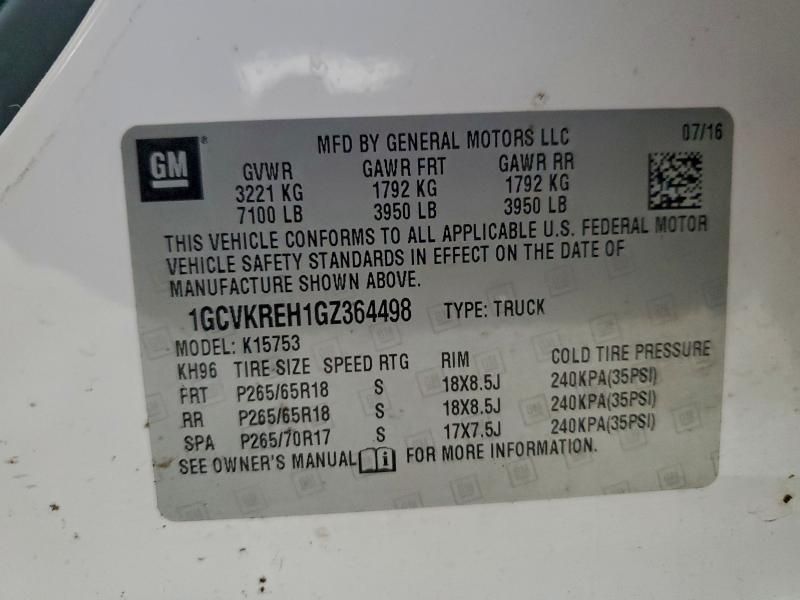 GM® MFD BY GENERAL MOTORS LLC 07/16
GVWR GAWR FRT GAWR RR
3221 KG 1792 KG 1792 KG
7100 LB 3950 LB 3950 LB
THIS VEHICLE CONFORMS TO ALL APPLICABLE U.S. FEDERAL MOTOR
VEHICLE SAFETY STANDARDS IN EFFECT ON THE DATE OF
MANUFACTURE SHOWN ABOVE.
1GCVKREH1GZ364498 TYPE: TRUCK
MODEL: K15753
KH96 TIRE SIZE SPEED RTG RIM COLD TIRE PRESSURE
FRT P265/65R18 S 18X8.5J 240KPA(35PSI)
RR P265/65R18 S 18X8.5J 240KPA(35PSI)
SPA P265/70R17 S 17X7.5J 240KPA(35PSI)
SEE OWNER'S MANUAL i FOR MORE INFORMATION.